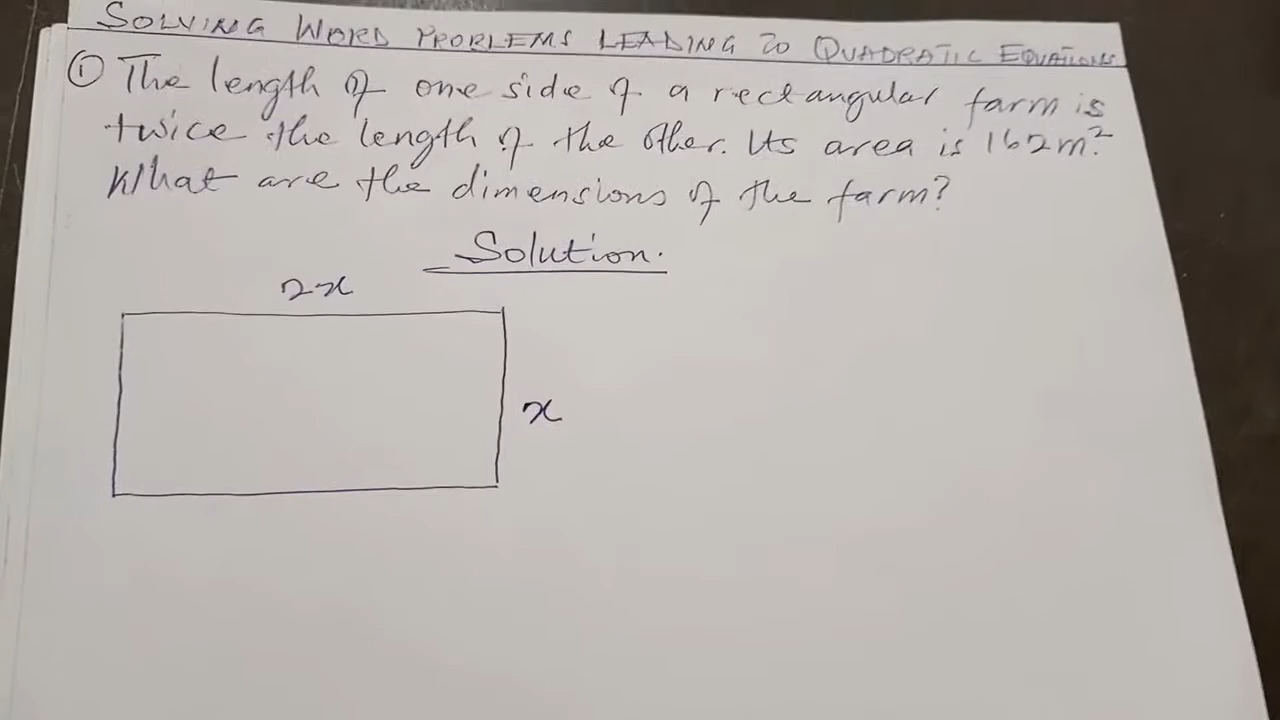 SOLVING WORD PROBLEMS LEADING TO QUADRATIC EQUATIONS
① The length of one side of a rectangular farm is
twice the length of the other. Its area is 162m².
What are the dimensions of the farm?
Solution.
2x
x